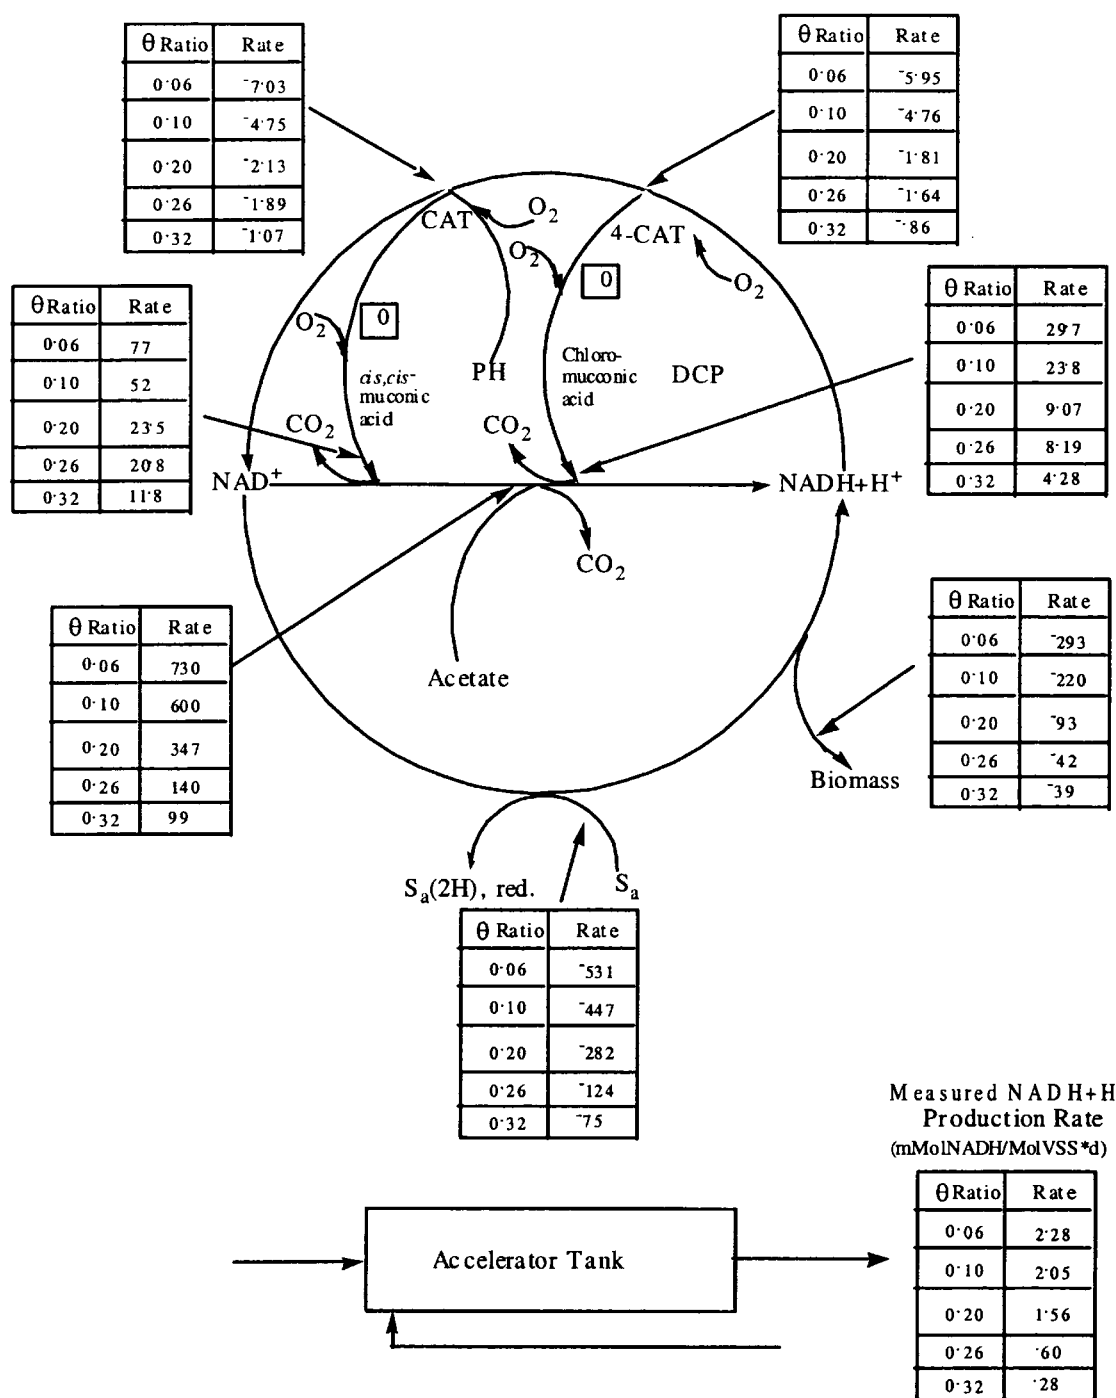 θ Ratio Rate
0·06 ⁻7·03
0·10 ⁻4·75
0·20 ⁻2·13
0·26 ⁻1·89
0·32 ⁻1·07
θ Ratio Rate
0·06 ⁻5·95
0·10 ⁻4·76
0·20 ⁻1·81
0·26 ⁻1·64
0·32 ⁻·86
CAT
O₂
4-CAT
O₂
O₂
0
0
O₂
PH
cis,cis-
muconic
acid
Chloro-
mucconic
acid
DCP
CO₂
CO₂
θ Ratio Rate
0·06 77
0·10 52
0·20 23·5
0·26 20·8
0·32 11·8
θ Ratio Rate
0·06 29·7
0·10 23·8
0·20 9·07
0·26 8·19
0·32 4·28
NAD⁺
NADH+H⁺
CO₂
Acetate
θ Ratio Rate
0·06 730
0·10 600
0·20 347
0·26 140
0·32 99
θ Ratio Rate
0·06 ⁻293
0·10 ⁻220
0·20 ⁻93
0·26 ⁻42
0·32 ⁻39
Biomass
Sₐ(2H), red.
Sₐ
θ Ratio Rate
0·06 ⁻531
0·10 ⁻447
0·20 ⁻282
0·26 ⁻124
0·32 ⁻75
Measured NADH+H
Production Rate
(mMolNADH/MolVSS*d)
θ Ratio Rate
0·06 2·28
0·10 2·05
0·20 1·56
0·26 ·60
0·32 ·28
Accelerator Tank